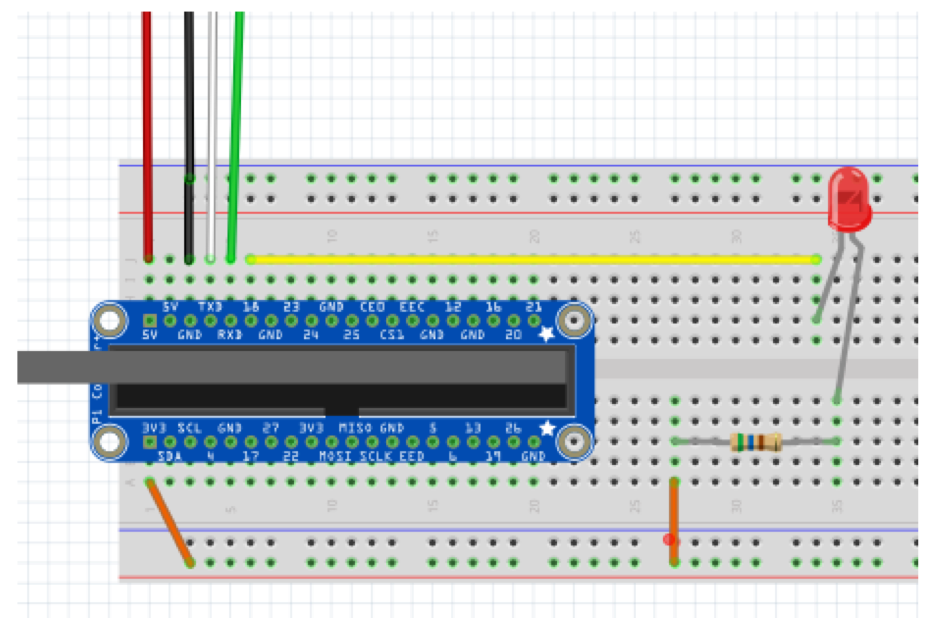 10 15 20 25 30
J
I
5V TXD 18 23 GND CE0 EEC 12 16 21
5V GND RXD GND 24 25 CS1 GND GND 20
3V3 SCL GND 27 3V3 MISO GND 5 13 26
SDA 4 17 22 MOSI SCLK EED 6 19 GND
A
1 5 10 15 20 25 30 35